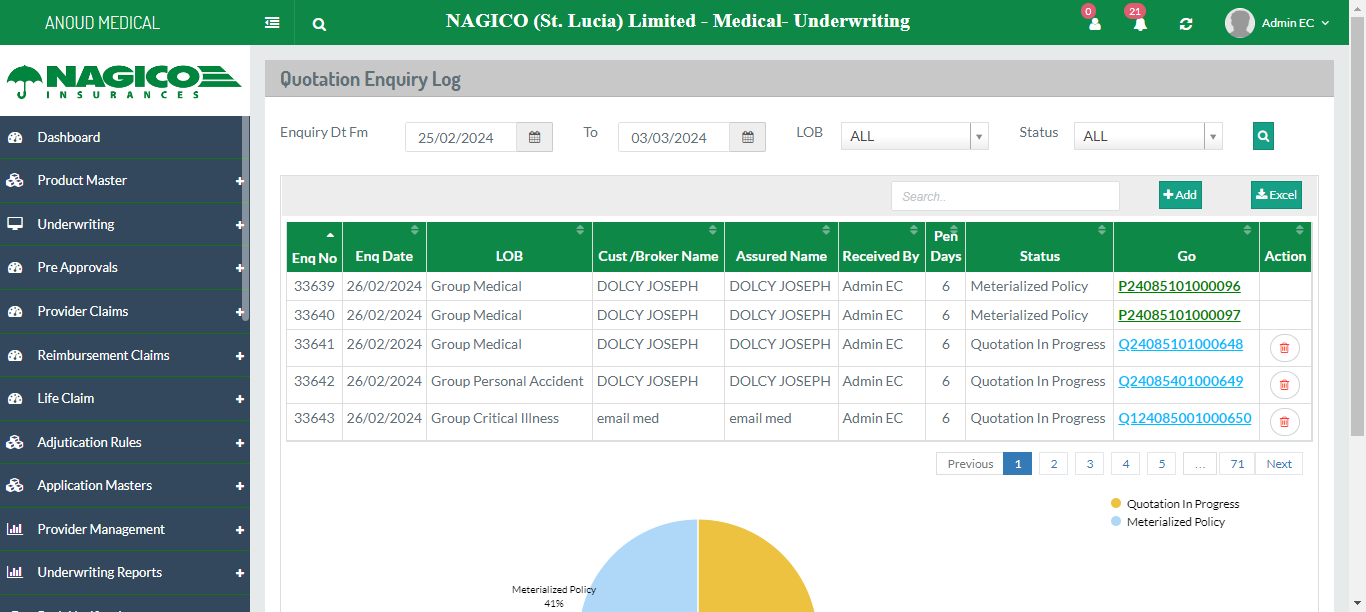 ANOUD MEDICAL
NAGICO (St. Lucia) Limited - Medical- Underwriting
0
21
Admin EC
NAGICO
INSURANCES
Quotation Enquiry Log
Enquiry Dt Fm
25/02/2024
To
03/03/2024
LOB
ALL
Status
ALL
Dashboard
Product Master
Underwriting
Pre Approvals
Provider Claims
Reimbursement Claims
Life Claim
Adjutication Rules
Application Masters
Provider Management
Underwriting Reports
Search..
Add
Excel
Enq No Enq Date LOB Cust /Broker Name Assured Name Received By Pen Days Status Go Action
33639 26/02/2024 Group Medical DOLCY JOSEPH DOLCY JOSEPH Admin EC 6 Meterialized Policy P24085101000096
33640 26/02/2024 Group Medical DOLCY JOSEPH DOLCY JOSEPH Admin EC 6 Meterialized Policy P24085101000097
33641 26/02/2024 Group Medical DOLCY JOSEPH DOLCY JOSEPH Admin EC 6 Quotation In Progress Q24085101000648
33642 26/02/2024 Group Personal Accident DOLCY JOSEPH DOLCY JOSEPH Admin EC 6 Quotation In Progress Q24085401000649
33643 26/02/2024 Group Critical Illness email med email med Admin EC 6 Quotation In Progress Q124085001000650
Previous 1 2 3 4 5 ... 71 Next
Quotation In Progress
Meterialized Policy
Meterialized Policy
41%